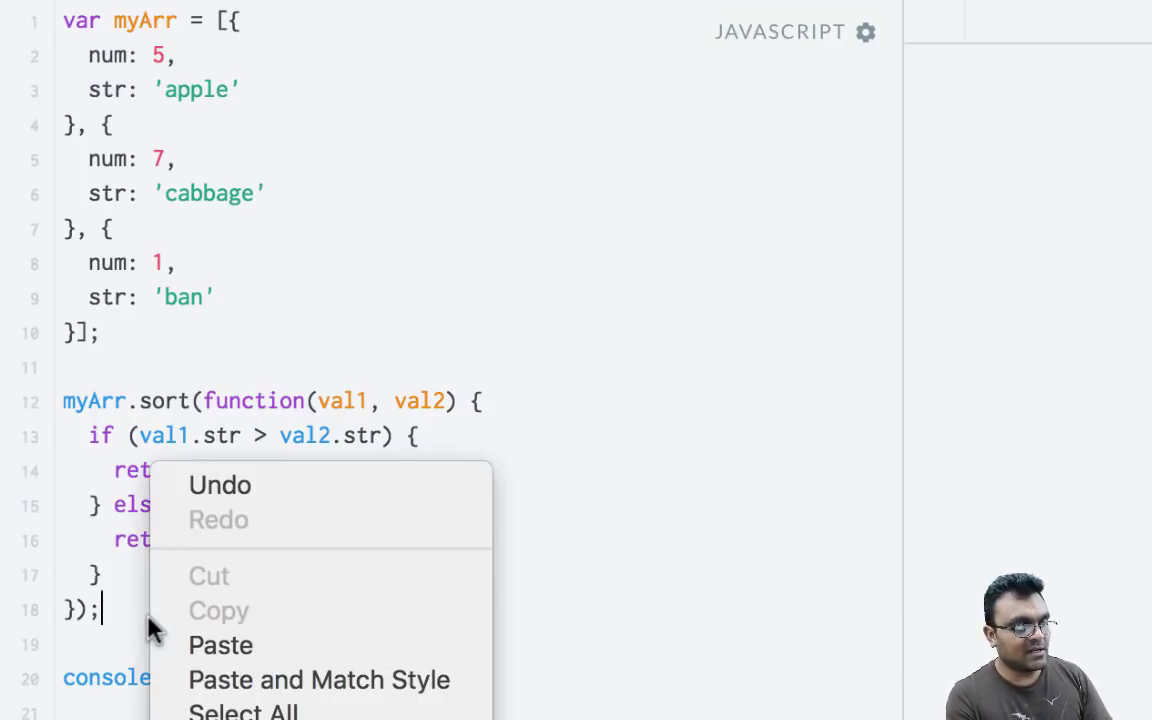 1 var myArr = [{
JAVASCRIPT
2 num: 5,
3 str: 'apple'
4 }, {
5 num: 7,
6 str: 'cabbage'
7 }, {
8 num: 1,
9 str: 'ban'
10 }];
11
12 myArr.sort(function(val1, val2) {
13 if (val1.str > val2.str) {
14 ret
15 } els
16 ret
17 }
18 });
19
20 console
21
Undo
Redo
Cut
Copy
Paste
Paste and Match Style
Select All